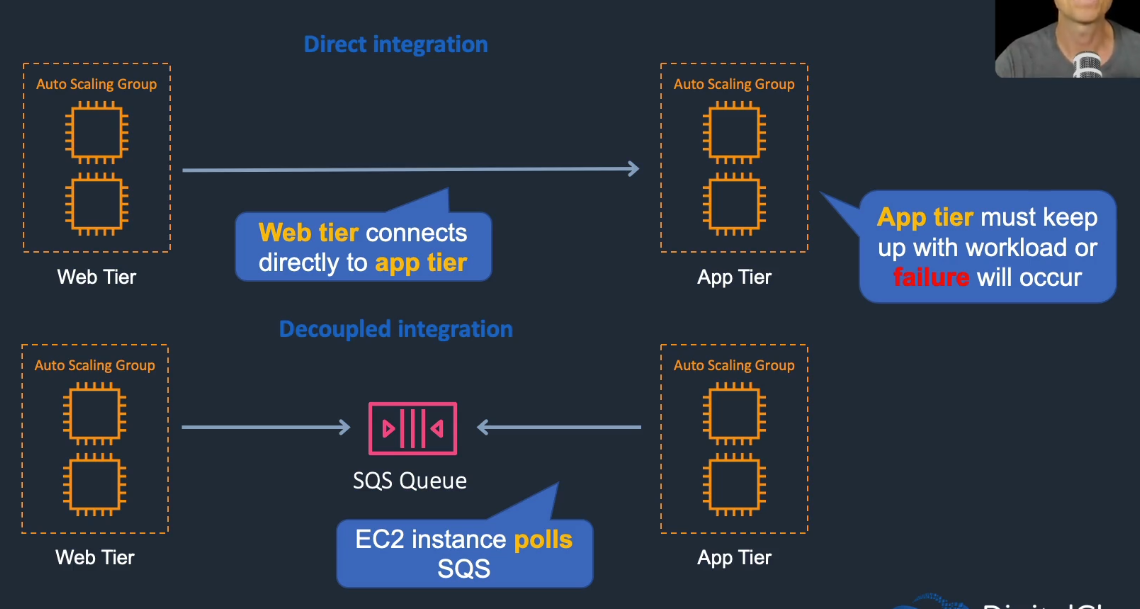 Direct integration
Auto Scaling Group
Auto Scaling Group
Web tier connects
directly to app tier
App tier must keep
up with workload or
failure will occur
Web Tier
App Tier
Decoupled integration
Auto Scaling Group
Auto Scaling Group
SQS Queue
EC2 instance polls
SQS
Web Tier
App Tier